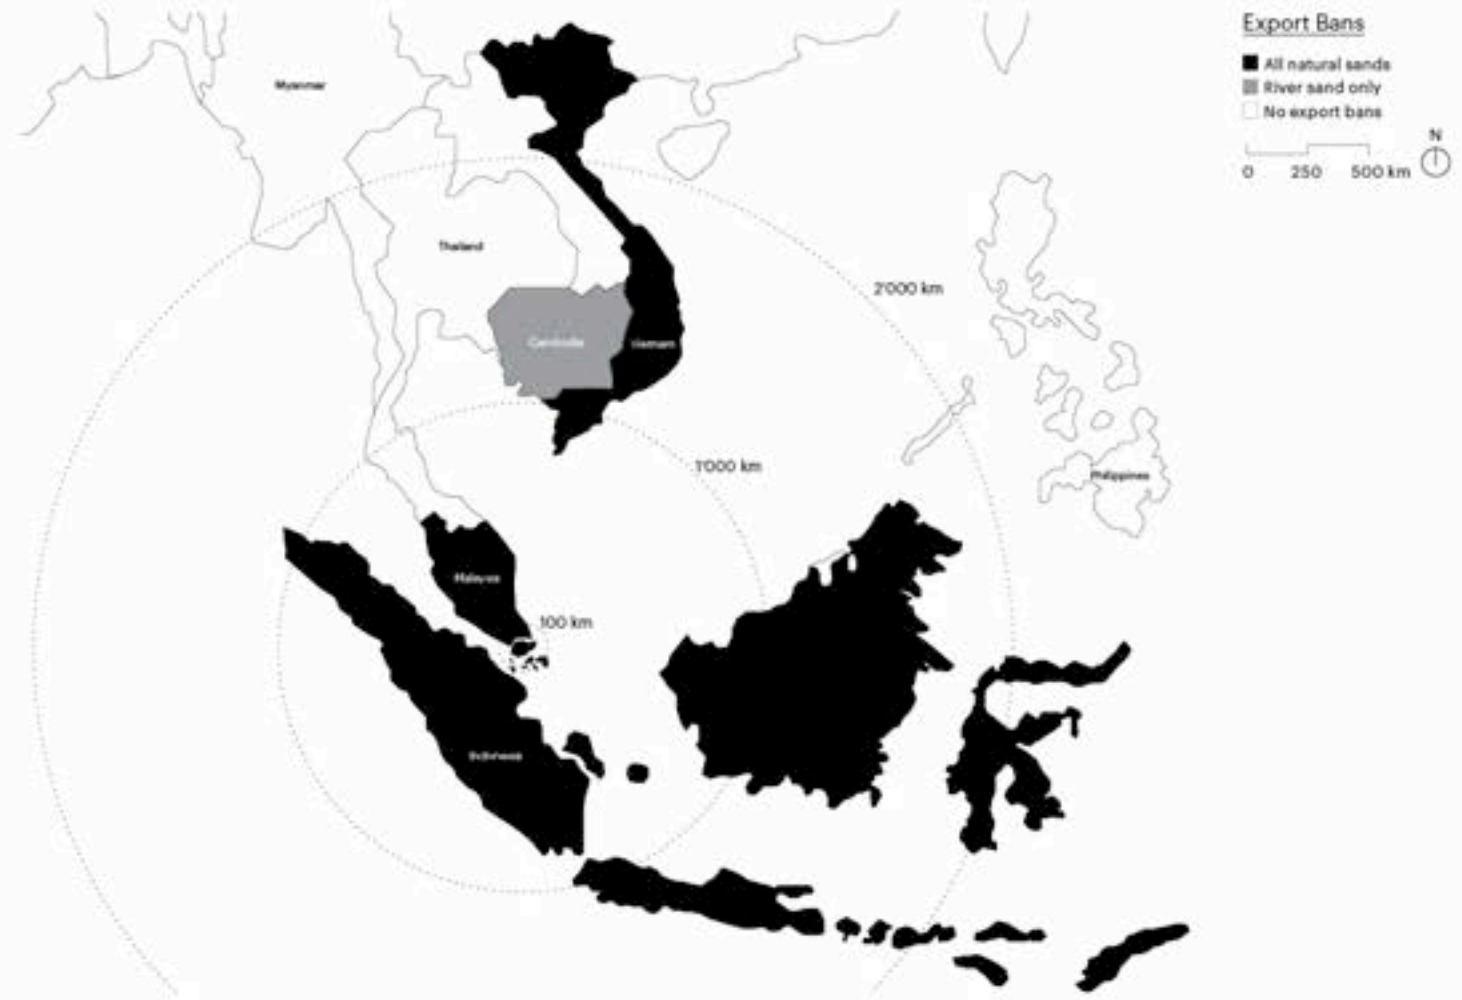 Export Bans
All natural sands
River sand only
No export bans
N
0 250 500 km
Myanmar
Thailand
2'000 km
Cambodia
Vietnam
1'000 km
Philippines
Malaysia
100 km
Indonesia